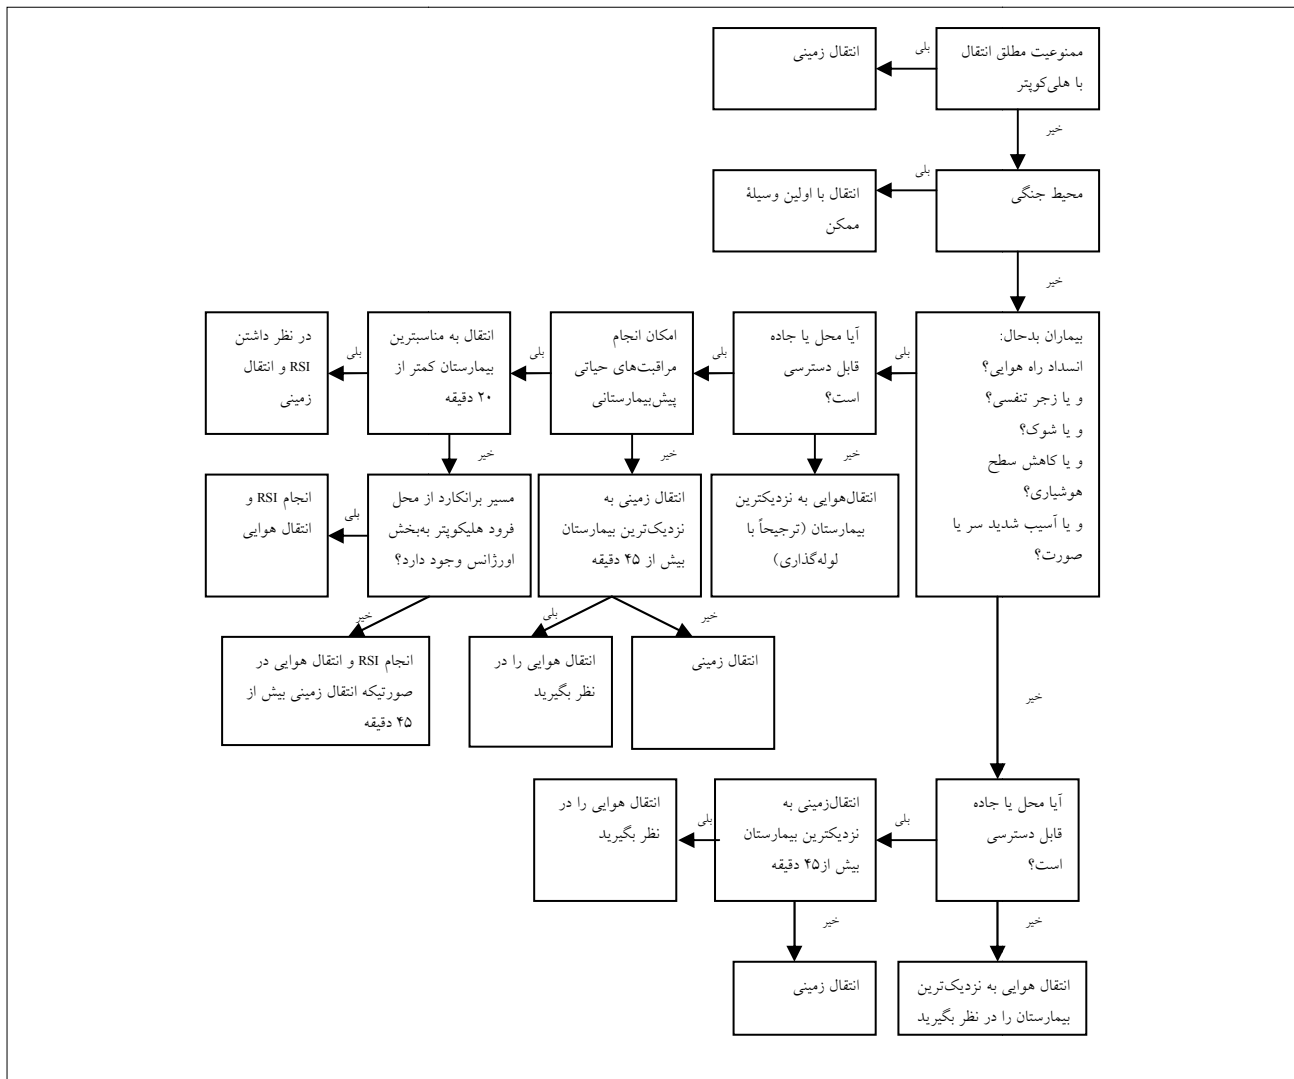 ممنوعیت مطلق انتقال
با هلی‌کوپتر
بلی
انتقال زمینی
خیر
محیط جنگی
بلی
انتقال با اولین وسیلهٔ
ممکن
خیر
بیماران بدحال:
انسداد راه هوایی؟
و یا زجر تنفسی؟
و یا شوک؟
و یا کاهش سطح
هوشیاری؟
و یا آسیب شدید سر یا
صورت؟
بلی
آیا محل یا جاده
قابل دسترسی
است؟
بلی
امکان انجام
مراقبت‌های حیاتی
پیش‌بیمارستانی
بلی
انتقال به مناسبترین
بیمارستان کمتر از
۲۰ دقیقه
بلی
در نظر داشتن
RSI و انتقال
زمینی
خیر
خیر
خیر
انتقال‌هوایی به نزدیکترین
بیمارستان (ترجیحاً با
لوله‌گذاری)
انتقال زمینی به
نزدیک‌ترین بیمارستان
بیش از ۴۵ دقیقه
مسیر برانکارد از محل
فرود هلیکوپتر به‌بخش
اورژانس وجود دارد؟
بلی
انجام RSI و
انتقال هوایی
خیر
بلی
خیر
انتقال زمینی
انتقال هوایی را در
نظر بگیرید
انجام RSI و انتقال هوایی در
صورتیکه انتقال زمینی بیش از
۴۵ دقیقه
خیر
آیا محل یا جاده
قابل دسترسی
است؟
بلی
انتقال‌زمینی به
نزدیکترین بیمارستان
بیش از۴۵ دقیقه
بلی
انتقال هوایی را در
نظر بگیرید
خیر
خیر
انتقال هوایی به نزدیک‌ترین
بیمارستان را در نظر بگیرید
انتقال زمینی